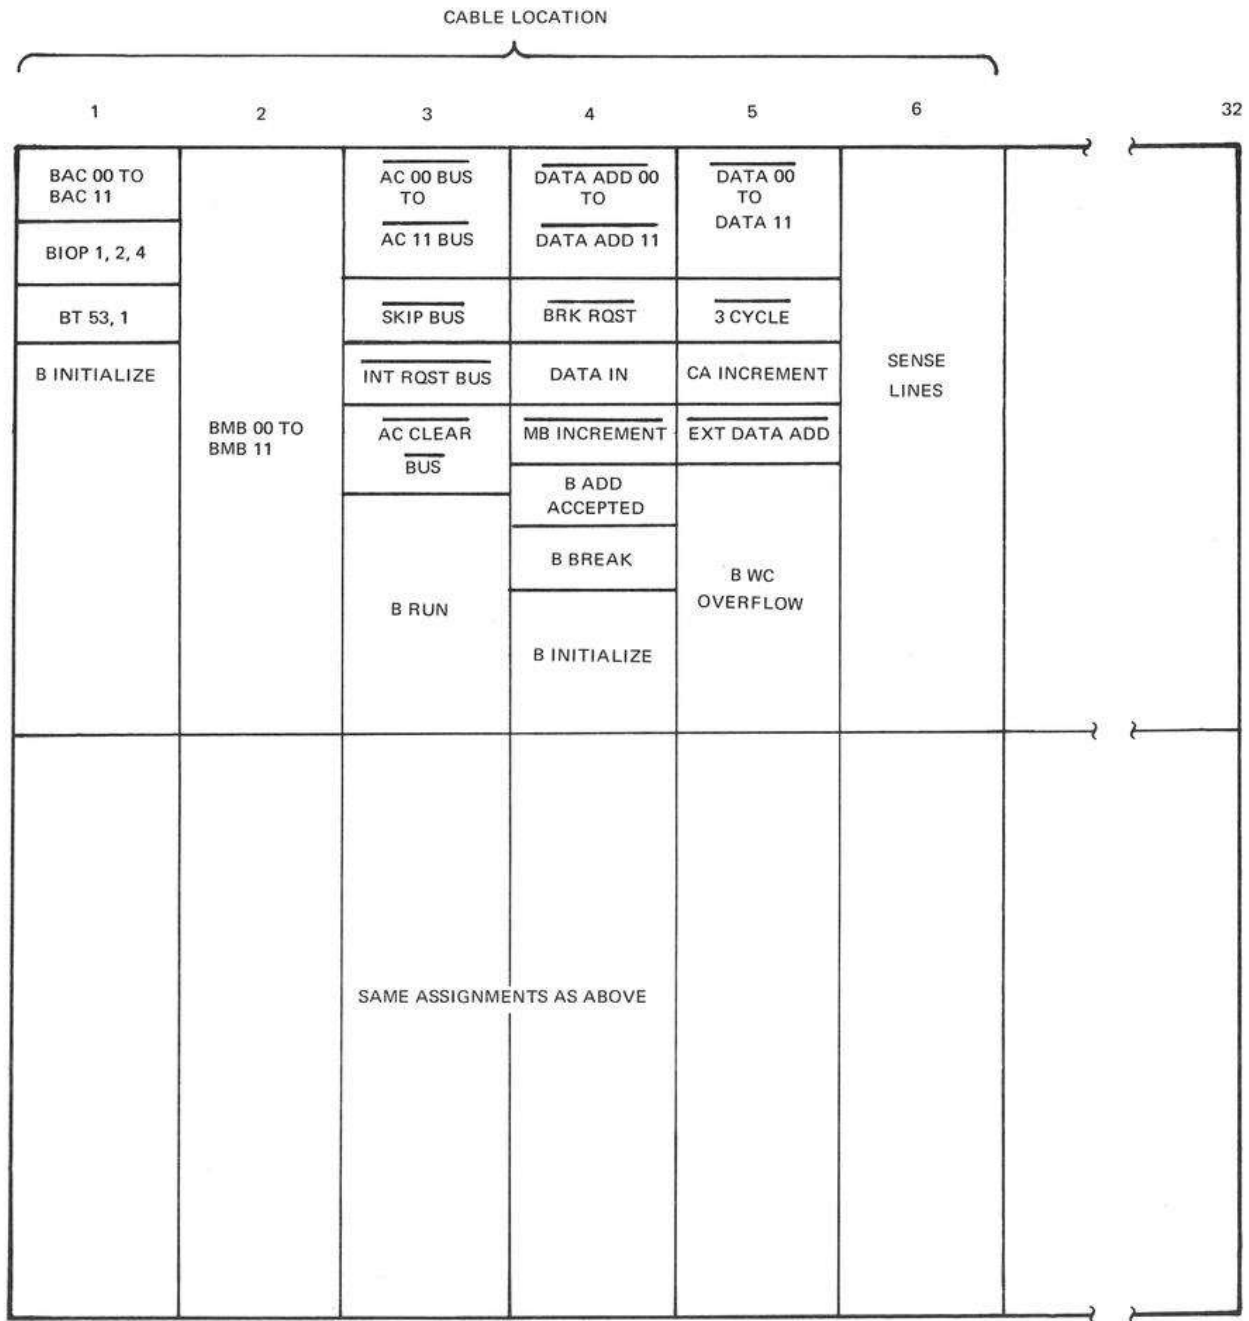 CABLE LOCATION
1 2 3 4 5 6 32
BAC 00 TO
BAC 11
BIOP 1, 2, 4
BT 53, 1
B INITIALIZE
BMB 00 TO
BMB 11
AC 00 BUS
TO
AC 11 BUS
SKIP BUS
INT RQST BUS
AC CLEAR
BUS
B RUN
DATA ADD 00
TO
DATA ADD 11
BRK RQST
DATA IN
MB INCREMENT
B ADD
ACCEPTED
B BREAK
B INITIALIZE
DATA 00
TO
DATA 11
3 CYCLE
CA INCREMENT
EXT DATA ADD
B WC
OVERFLOW
SENSE
LINES
SAME ASSIGNMENTS AS ABOVE